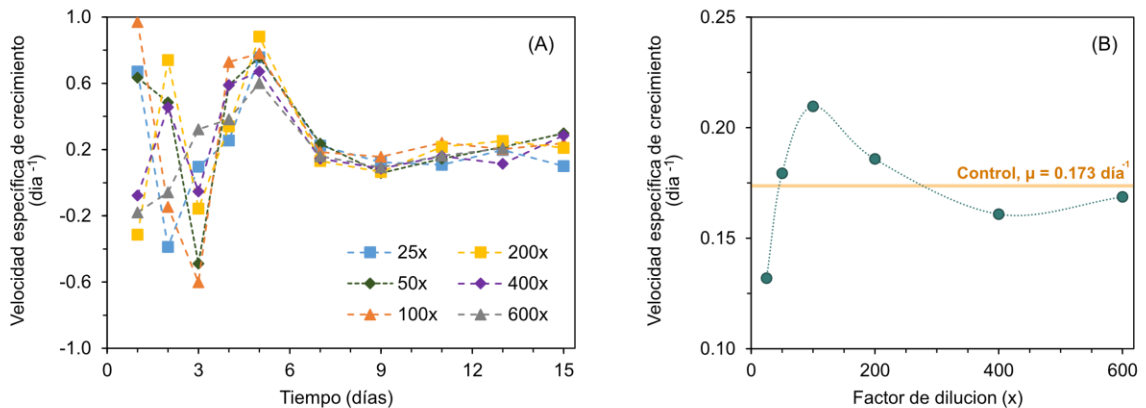 Velocidad específica de crecimiento
(día -1)
1.0
0.6
0.2
-0.2
-0.6
-1.0
(A)
25x
200x
50x
400x
100x
600x
0
3
6
9
12
15
Tiempo (días)
Velocidad específica de crecimiento
(día -1)
0.25
0.20
0.15
0.10
(B)
Control, µ = 0.173 día-1
0
200
400
600
Factor de dilucion (x)